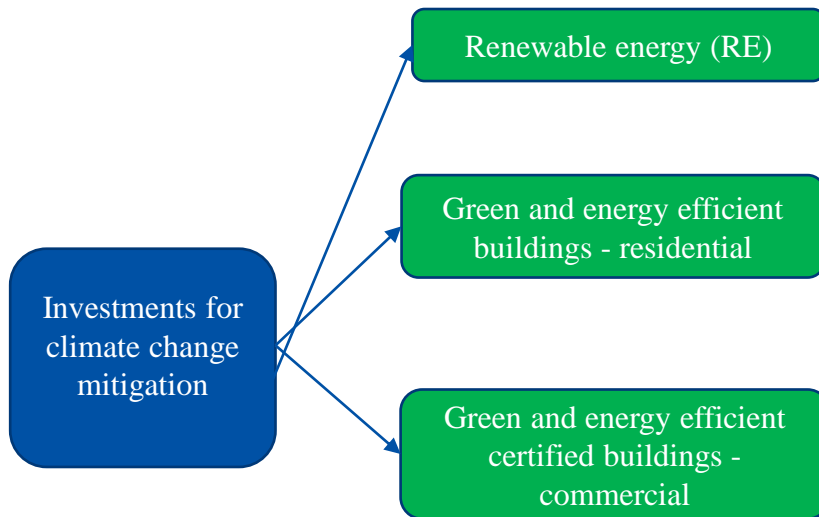 Renewable energy (RE)
Green and energy efficient
buildings - residential
Investments for
climate change
mitigation
Green and energy efficient
certified buildings -
commercial